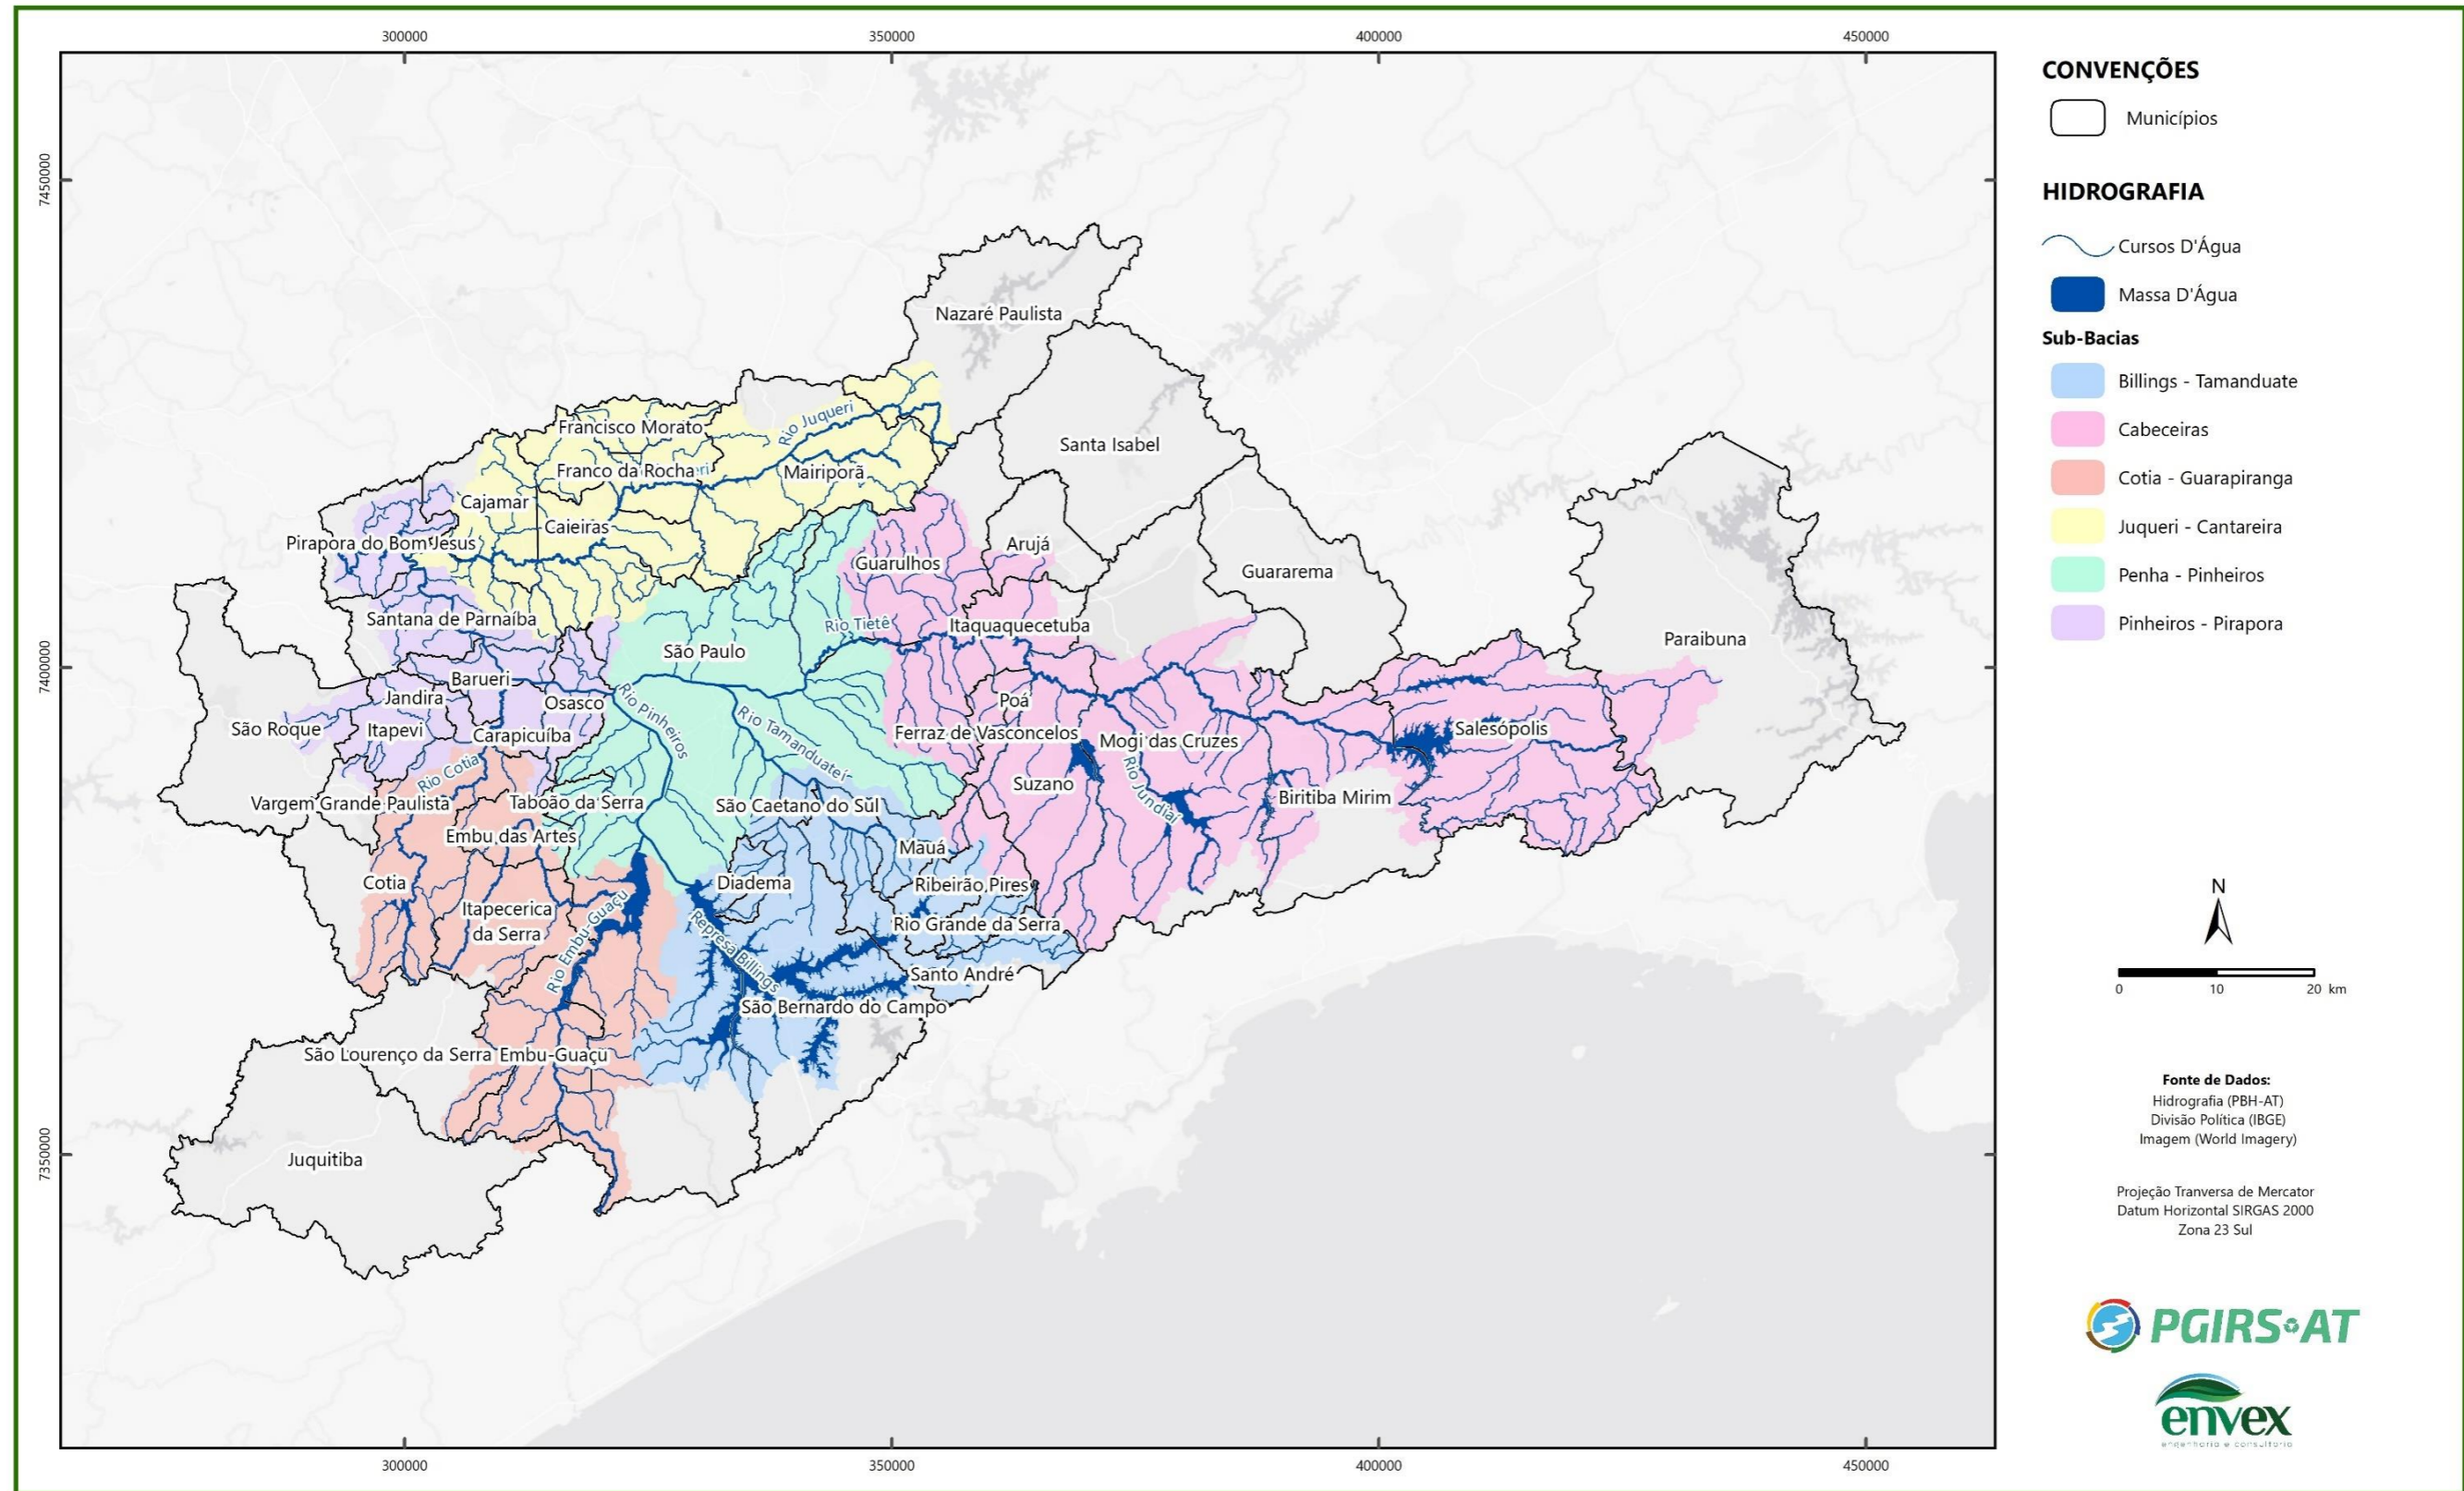 300000
350000
400000
450000
7450000
7400000
7350000
Nazaré Paulista
Rio Juqueri
Francisco Morato
Santa Isabel
Franco da Rocha
eri
Mairiporã
Cajamar
Caieiras
Pirapora do Bom Jesus
Arujá
Guarulhos
Guararema
Santana de Parnaíba
Rio Tietê
Itaquaquecetuba
São Paulo
Paraibuna
Barueri
Jandira
Osasco
Rio Pinheiros
Poá
São Roque
Itapevi
Carapicuíba
Rio Tamanduateí
Ferraz de Vasconcelos
Mogi das Cruzes
Salesópolis
Rio Cotia
Suzano
Rio Jundiaí
Biritiba Mirim
Vargem Grande Paulista
Taboão da Serra
São Caetano do Sul
Embu das Artes
Mauá
Cotia
Diadema
Ribeirão Pires
Itapecerica
da Serra
Rio Embu-Guaçu
Represa Billings
Rio Grande da Serra
Santo André
São Bernardo do Campo
São Lourenço da Serra
Embu-Guaçu
Juquitiba
300000
350000
400000
450000
CONVENÇÕES
Municípios
HIDROGRAFIA
Cursos D'Água
Massa D'Água
Sub-Bacias
Billings - Tamanduate
Cabeceiras
Cotia - Guarapiranga
Juqueri - Cantareira
Penha - Pinheiros
Pinheiros - Pirapora
N
0 10 20 km
Fonte de Dados:
Hidrografia (PBH-AT)
Divisão Política (IBGE)
Imagem (World Imagery)
Projeção Tranversa de Mercator
Datum Horizontal SIRGAS 2000
Zona 23 Sul
PGIRS AT
envex
engenharia e consultoria